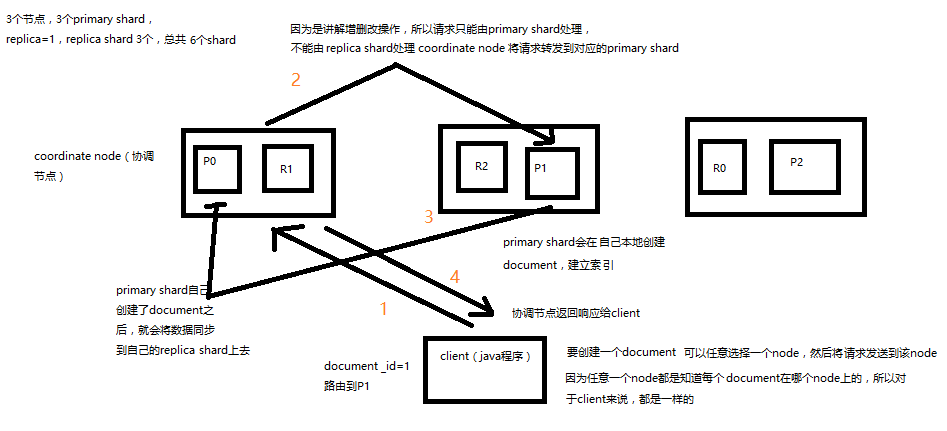 3个节点，3个primary shard，
replica=1，replica shard 3个，总共 6个shard
因为是讲解增删改操作，所以请求只能由primary shard处理，
不能由 replica shard处理 coordinate node 将请求转发到对应的primary shard
2
coordinate node（协调
节点）
P0
R1
R2
P1
R0
P2
3
primary shard会在 自己本地创建
document，建立索引
4
1
primary shard自己
创建了document之
后，就会将数据同步
到自己的replica shard上去
协调节点返回响应给client
document _id=1
路由到P1
client（java程序）
要创建一个document 可以任意选择一个node，然后将请求发送到该node
因为任意一个node都是知道每个 document在哪个node上的，所以对
于client来说，都是一样的